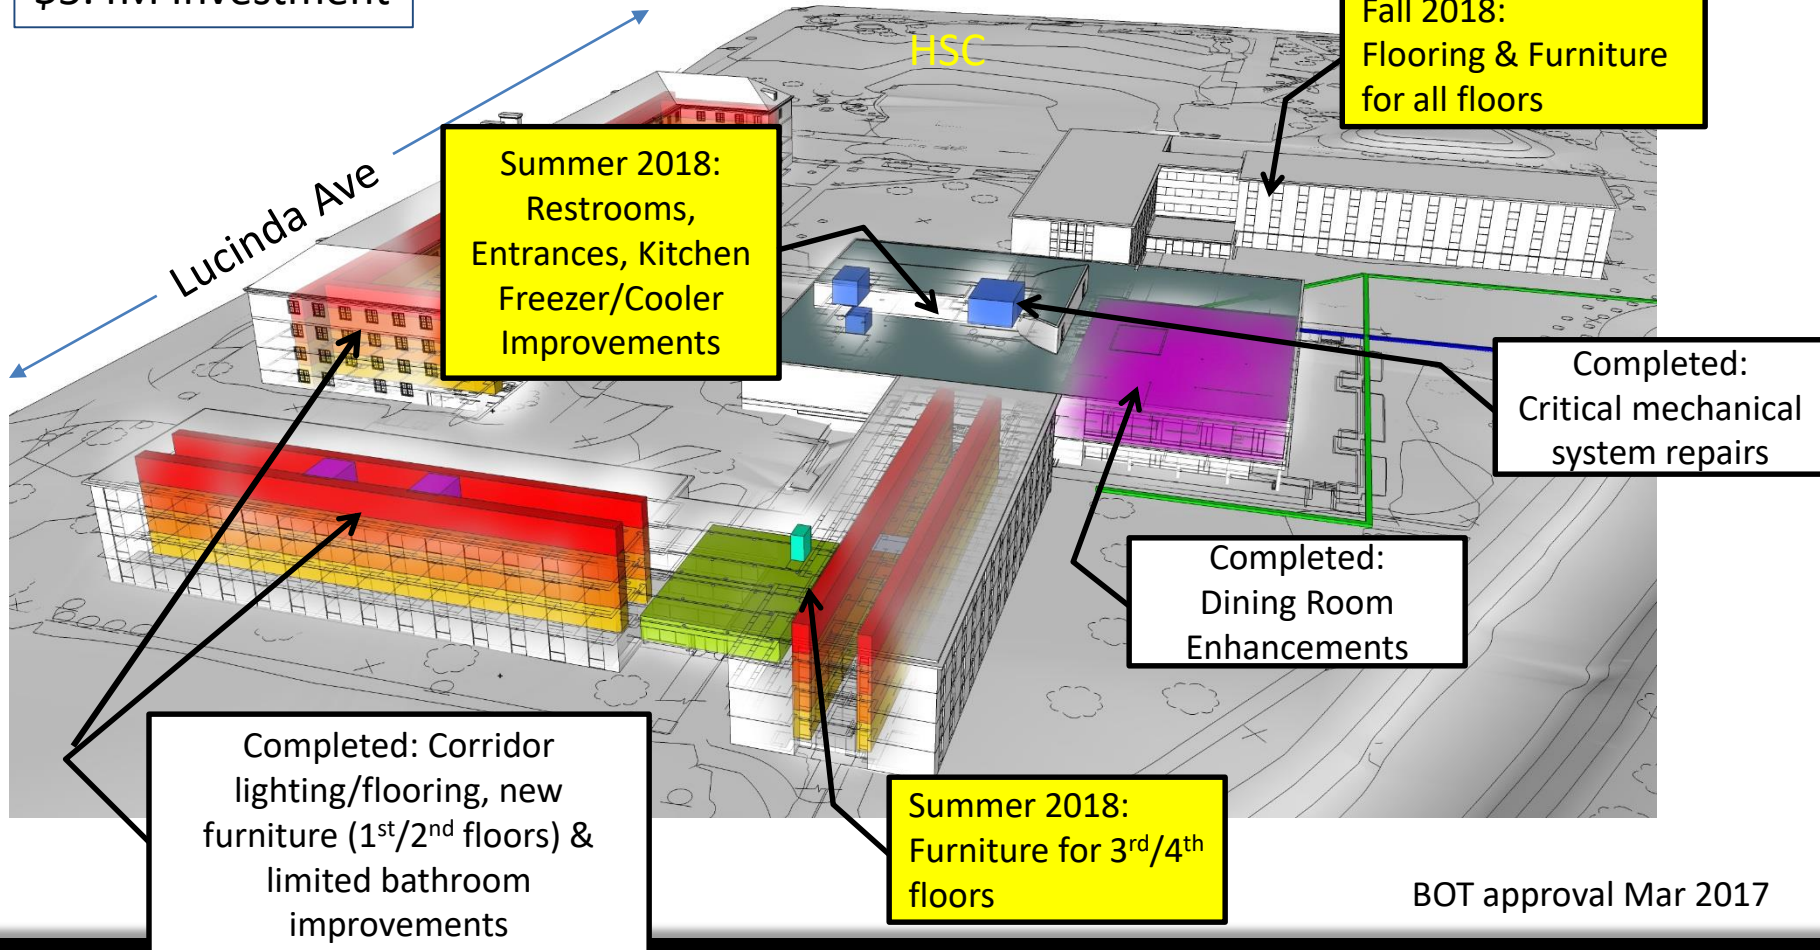 Investment
Fall 2018:
Flooring & Furniture
for all floors
HSC
Lucinda Ave
Summer 2018:
Restrooms,
Entrances, Kitchen
Freezer/Cooler
Improvements
Completed:
Critical mechanical
system repairs
Completed:
Dining Room
Enhancements
Completed: Corridor
lighting/flooring, new
furniture (1st/2nd floors) &
limited bathroom
improvements
Summer 2018:
Furniture for 3rd/4th
floors
BOT approval Mar 2017